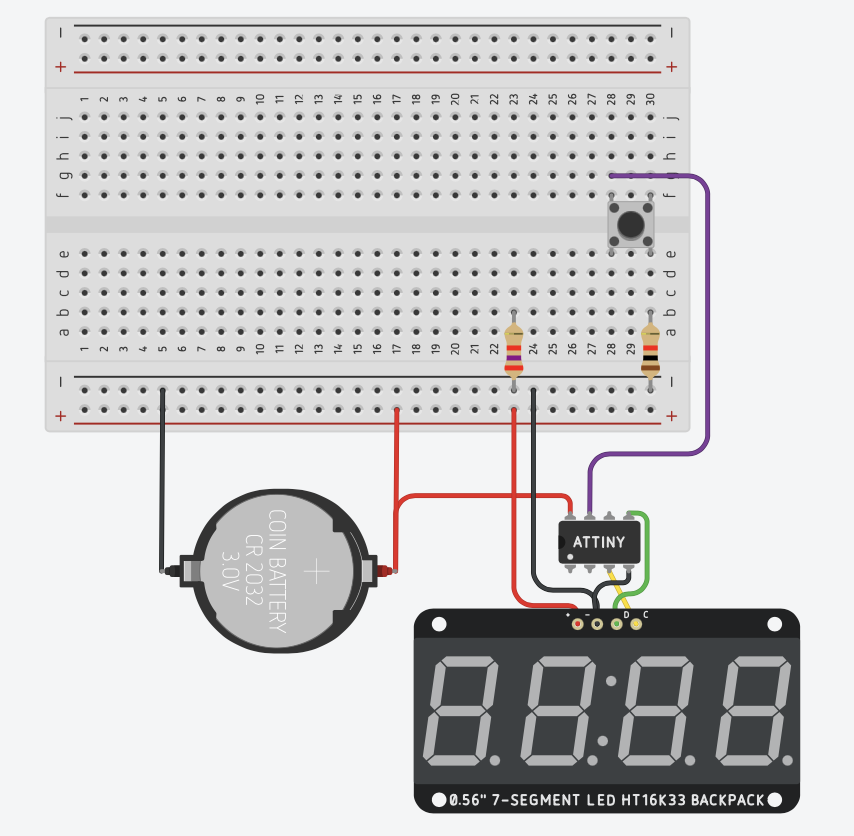 − −
+ +
1 2 3 4 5 6 7 8 9 10 11 12 13 14 15 16 17 18 19 20 21 22 23 24 25 26 27 28 29 30
j j
i i
h h
g g
f f
e e
d d
c c
b b
a a
1 2 3 4 5 6 7 8 9 10 11 12 13 14 15 16 17 18 19 20 21 22 23 24 25 26 27 28 29 30
− −
+ +
COIN BATTERY
CR 2032
3.0V
+
ATTINY
+ − D C
0.56" 7-SEGMENT LED HT16K33 BACKPACK